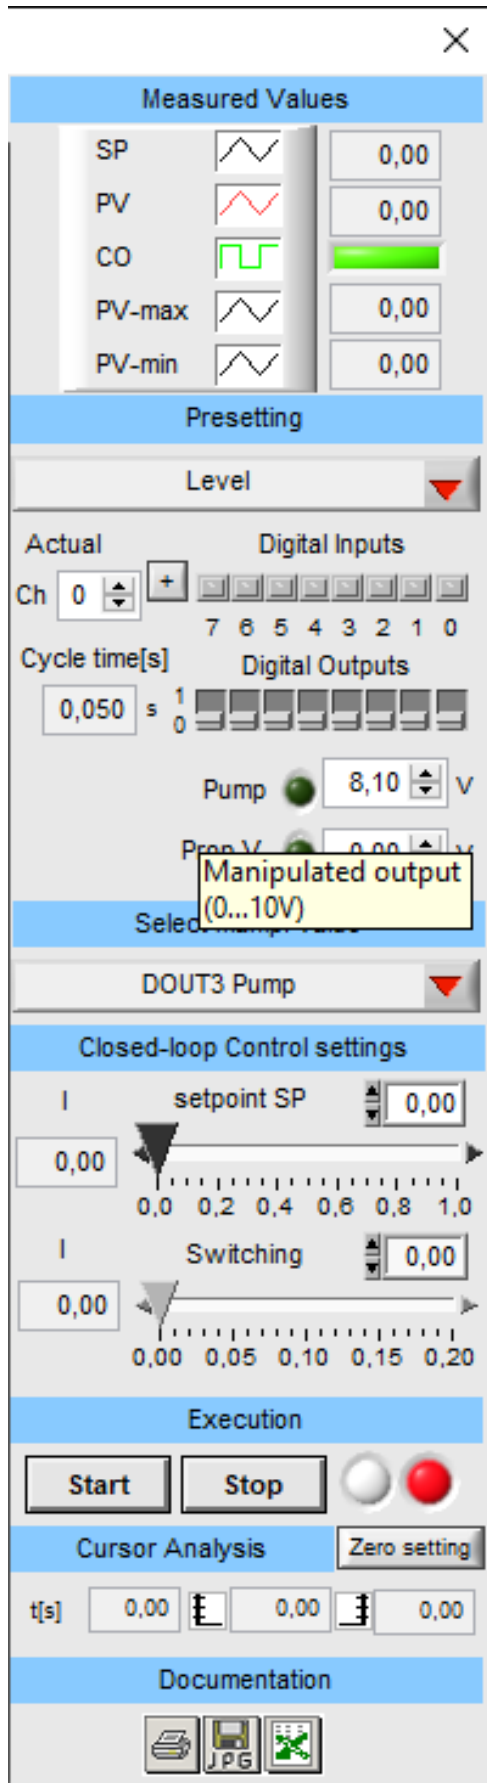 Measured Values
SP 0,00
PV 0,00
CO
PV-max 0,00
PV-min 0,00
Presetting
Level
Actual Digital Inputs
Ch 0 +
7 6 5 4 3 2 1 0
Cycle time[s] Digital Outputs
0,050 s 1
0
Pump 8,10 V
Manipulated output
(0...10V)
DOUT3 Pump
Closed-loop Control settings
I setpoint SP 0,00
0,00
0,0 0,2 0,4 0,6 0,8 1,0
I Switching 0,00
0,00
0,00 0,05 0,10 0,15 0,20
Execution
Start Stop
Cursor Analysis Zero setting
t[s] 0,00 0,00 0,00
Documentation
JPG